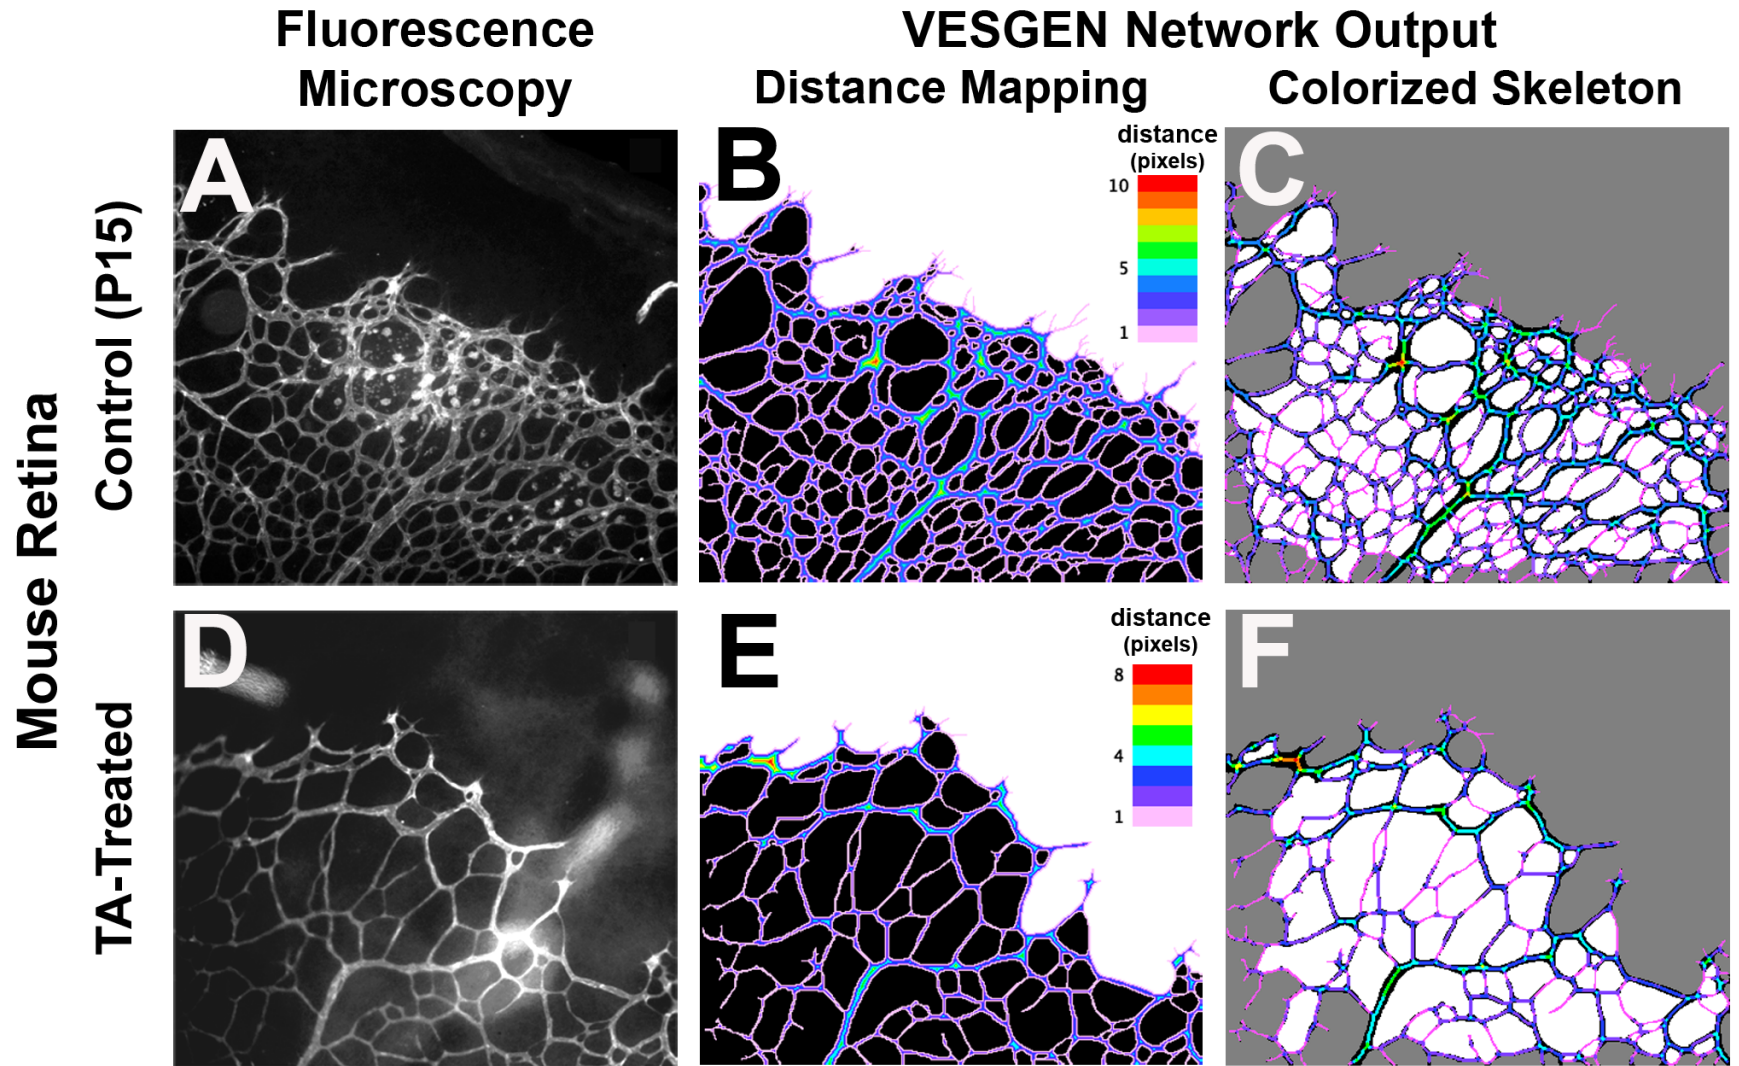 Fluorescence
Microscopy
VESGEN Network Output
Distance Mapping
Colorized Skeleton
Mouse Retina
Control (P15)
A
B
distance
(pixels)
10
5
1
C
TA-Treated
D
E
distance
(pixels)
8
4
1
F